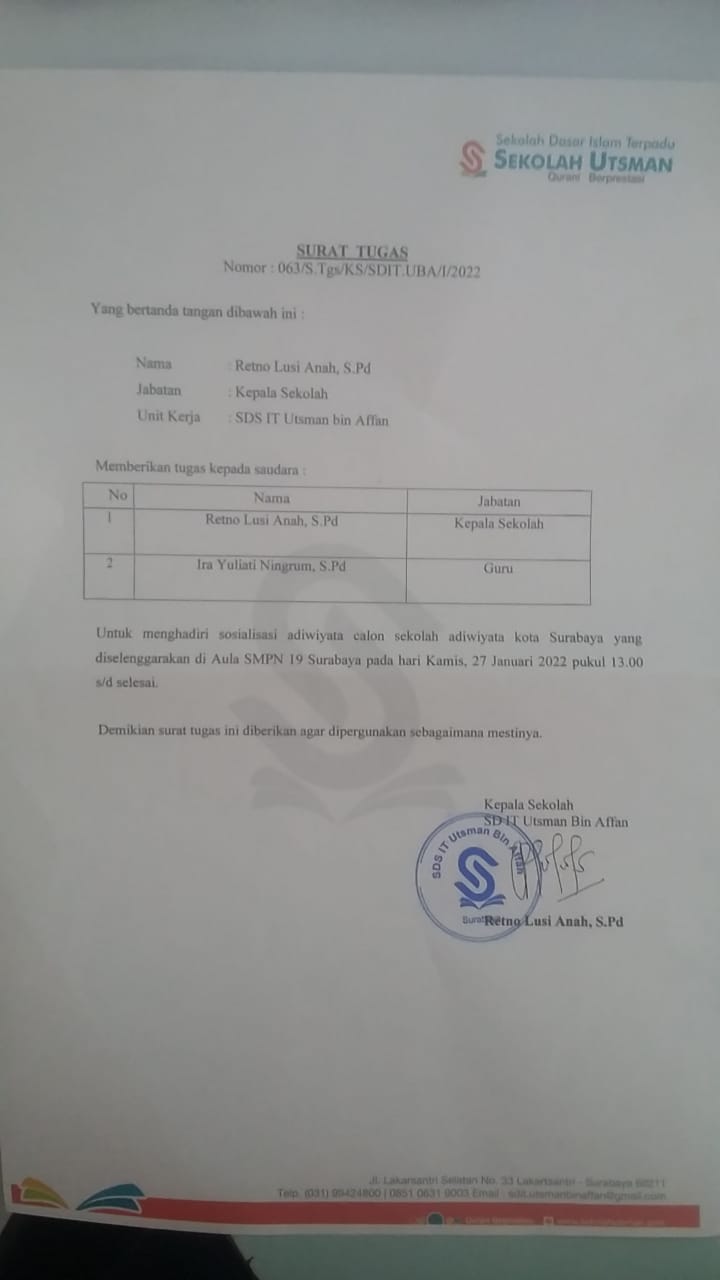 Sekolah Dasar Islam Terpadu
SEKOLAH UTSMAN
Qurani Berprestasi
SURAT TUGAS
Nomor : 063/S.Tgs/KS/SDIT.UBA/I/2022
Yang bertanda tangan dibawah ini :
Nama : Retno Lusi Anah, S.Pd
Jabatan : Kepala Sekolah
Unit Kerja : SDS IT Utsman bin Affan
Memberikan tugas kepada saudara :
No Nama Jabatan
1 Retno Lusi Anah, S.Pd Kepala Sekolah
2 Ira Yuliati Ningrum, S.Pd Guru
Untuk menghadiri sosialisasi adiwiyata calon sekolah adiwiyata kota Surabaya yang
diselenggarakan di Aula SMPN 19 Surabaya pada hari Kamis, 27 Januari 2022 pukul 13.00
s/d selesai.
Demikian surat tugas ini diberikan agar dipergunakan sebagaimana mestinya.
Kepala Sekolah
SD IT Utsman Bin Affan
SDS IT Utsman Bin Affan
Retno Lusi Anah, S.Pd
Jl. Lakarsantri Selatan No. 33 Lakarsantri - Surabaya 60211
Telp. (031) 99424800 | 0851 0631 9003 Email : sdit.utsmanbinaffan@gmail.com